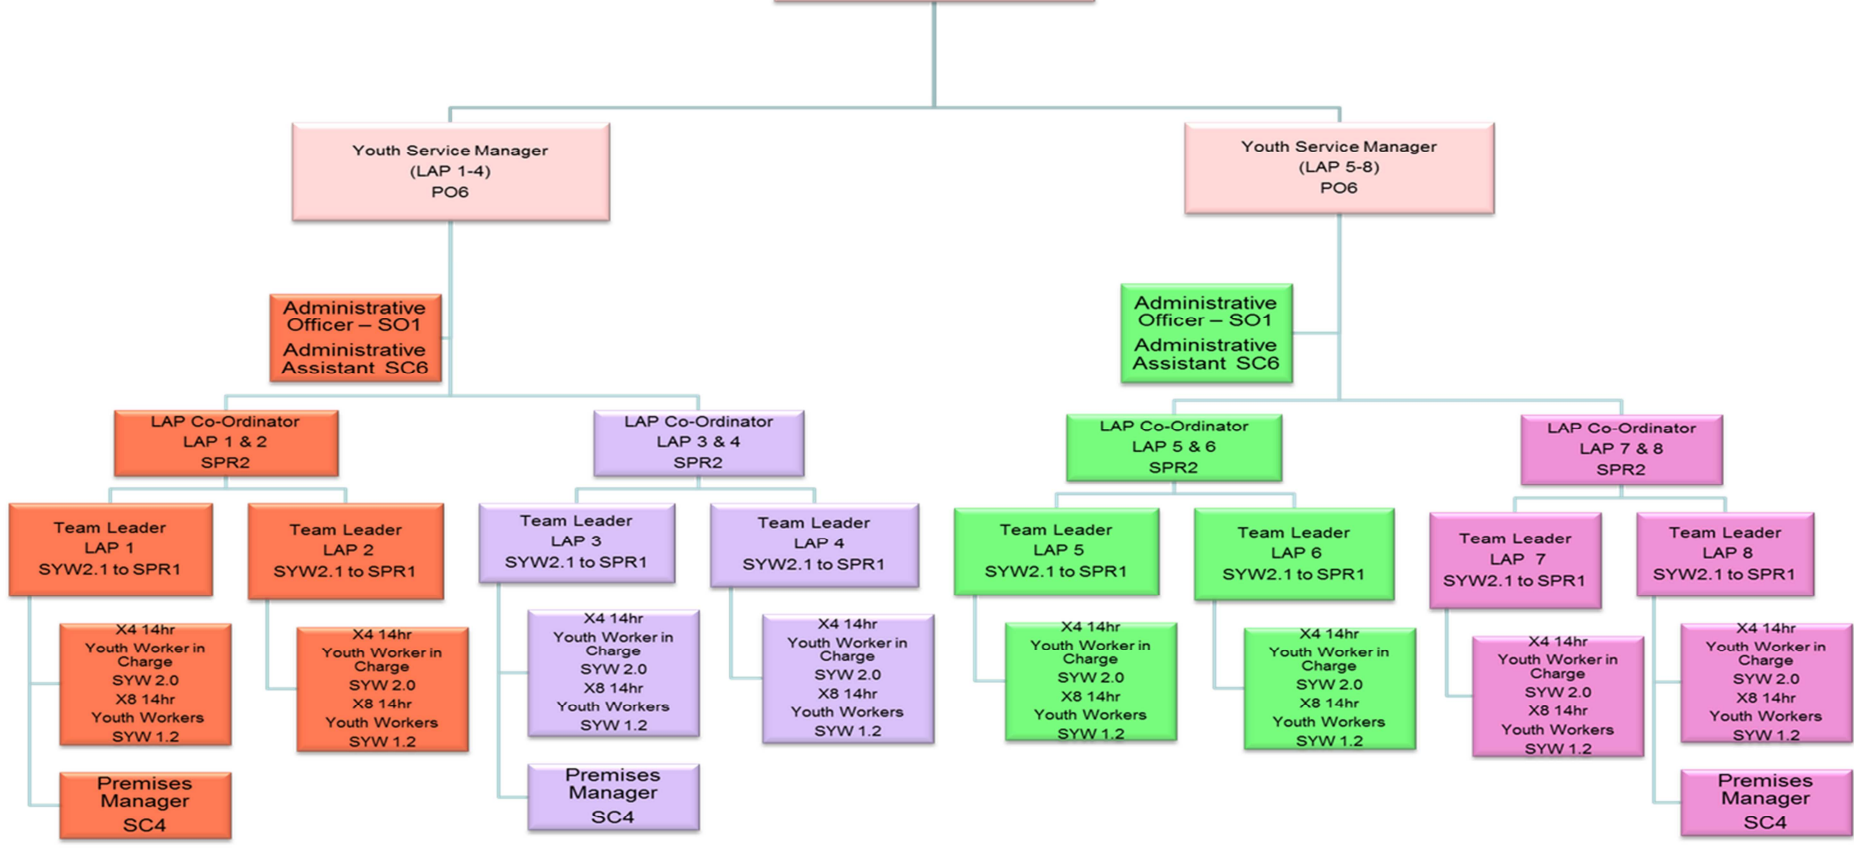 Youth Service Manager
(LAP 1-4)
PO6
Youth Service Manager
(LAP 5-8)
PO6
Administrative
Officer – SO1
Administrative
Assistant SC6
Administrative
Officer – SO1
Administrative
Assistant SC6
LAP Co-Ordinator
LAP 1 & 2
SPR2
LAP Co-Ordinator
LAP 3 & 4
SPR2
LAP Co-Ordinator
LAP 5 & 6
SPR2
LAP Co-Ordinator
LAP 7 & 8
SPR2
Team Leader
LAP 1
SYW2.1 to SPR1
Team Leader
LAP 2
SYW2.1 to SPR1
Team Leader
LAP 3
SYW2.1 to SPR1
Team Leader
LAP 4
SYW2.1 to SPR1
Team Leader
LAP 5
SYW2.1 to SPR1
Team Leader
LAP 6
SYW2.1 to SPR1
Team Leader
LAP 7
SYW2.1 to SPR1
Team Leader
LAP 8
SYW2.1 to SPR1
X4 14hr
Youth Worker in
Charge
SYW 2.0
X8 14hr
Youth Workers
SYW 1.2
X4 14hr
Youth Worker in
Charge
SYW 2.0
X8 14hr
Youth Workers
SYW 1.2
X4 14hr
Youth Worker in
Charge
SYW 2.0
X8 14hr
Youth Workers
SYW 1.2
X4 14hr
Youth Worker in
Charge
SYW 2.0
X8 14hr
Youth Workers
SYW 1.2
X4 14hr
Youth Worker in
Charge
SYW 2.0
X8 14hr
Youth Workers
SYW 1.2
X4 14hr
Youth Worker in
Charge
SYW 2.0
X8 14hr
Youth Workers
SYW 1.2
X4 14hr
Youth Worker in
Charge
SYW 2.0
X8 14hr
Youth Workers
SYW 1.2
X4 14hr
Youth Worker in
Charge
SYW 2.0
X8 14hr
Youth Workers
SYW 1.2
Premises
Manager
SC4
Premises
Manager
SC4
Premises
Manager
SC4